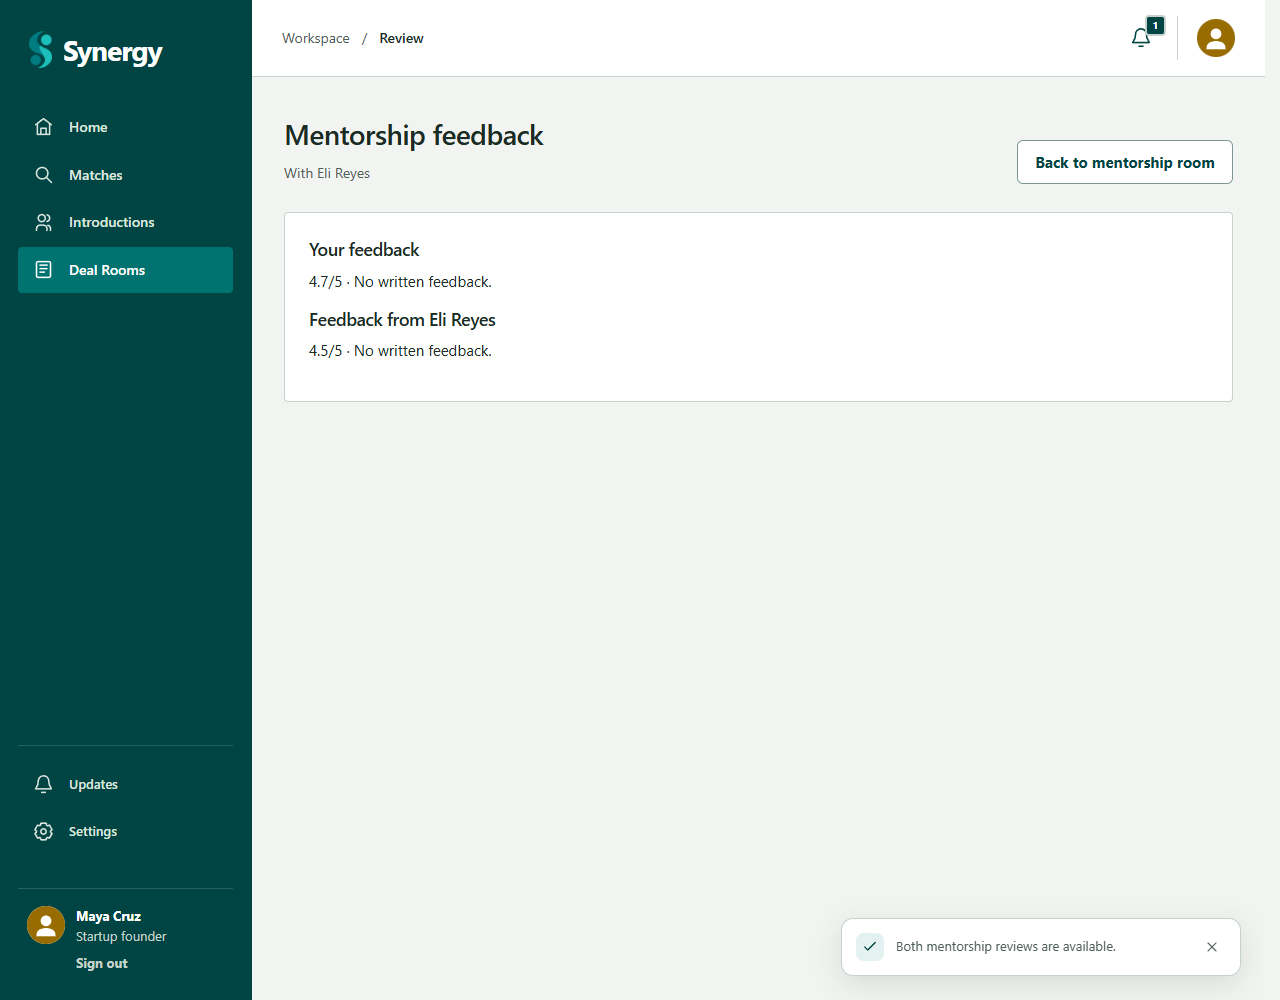 Synergy
Home
Matches
Introductions
Deal Rooms
Updates
Settings
Maya Cruz
Startup founder
Sign out
Workspace / Review
1
Mentorship feedback
With Eli Reyes
Back to mentorship room
Your feedback
4.7/5 · No written feedback.
Feedback from Eli Reyes
4.5/5 · No written feedback.
Both mentorship reviews are available.